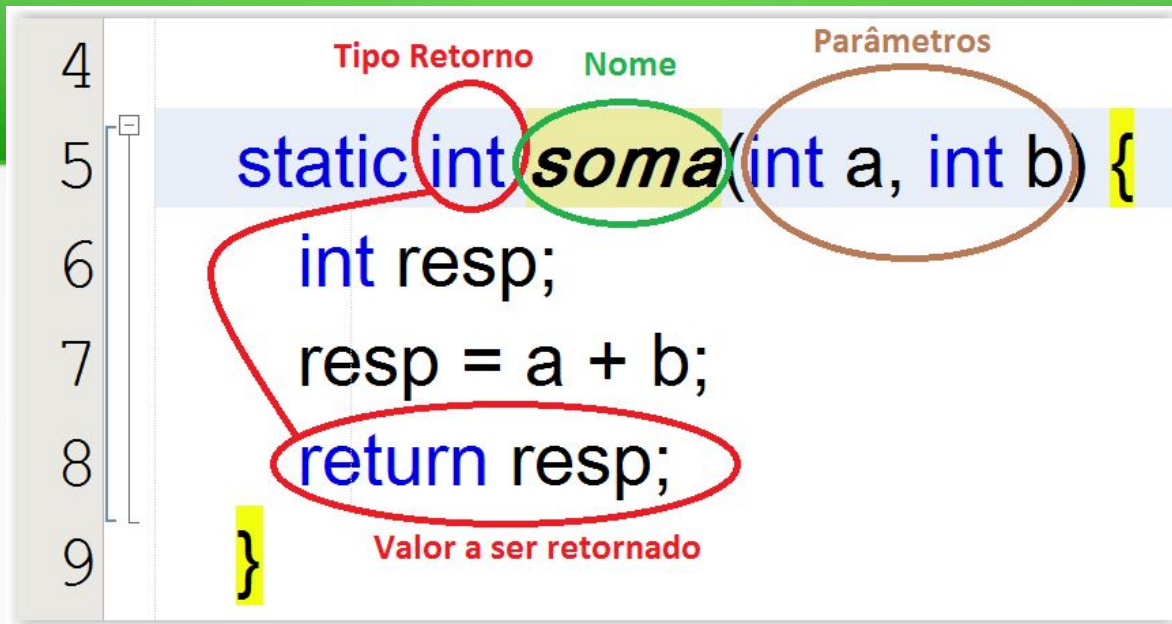 Tipo Retorno Nome Parâmetros
4
5 static int soma(int a, int b) {
6 int resp;
7 resp = a + b;
8 return resp;
9 }
Valor a ser retornado